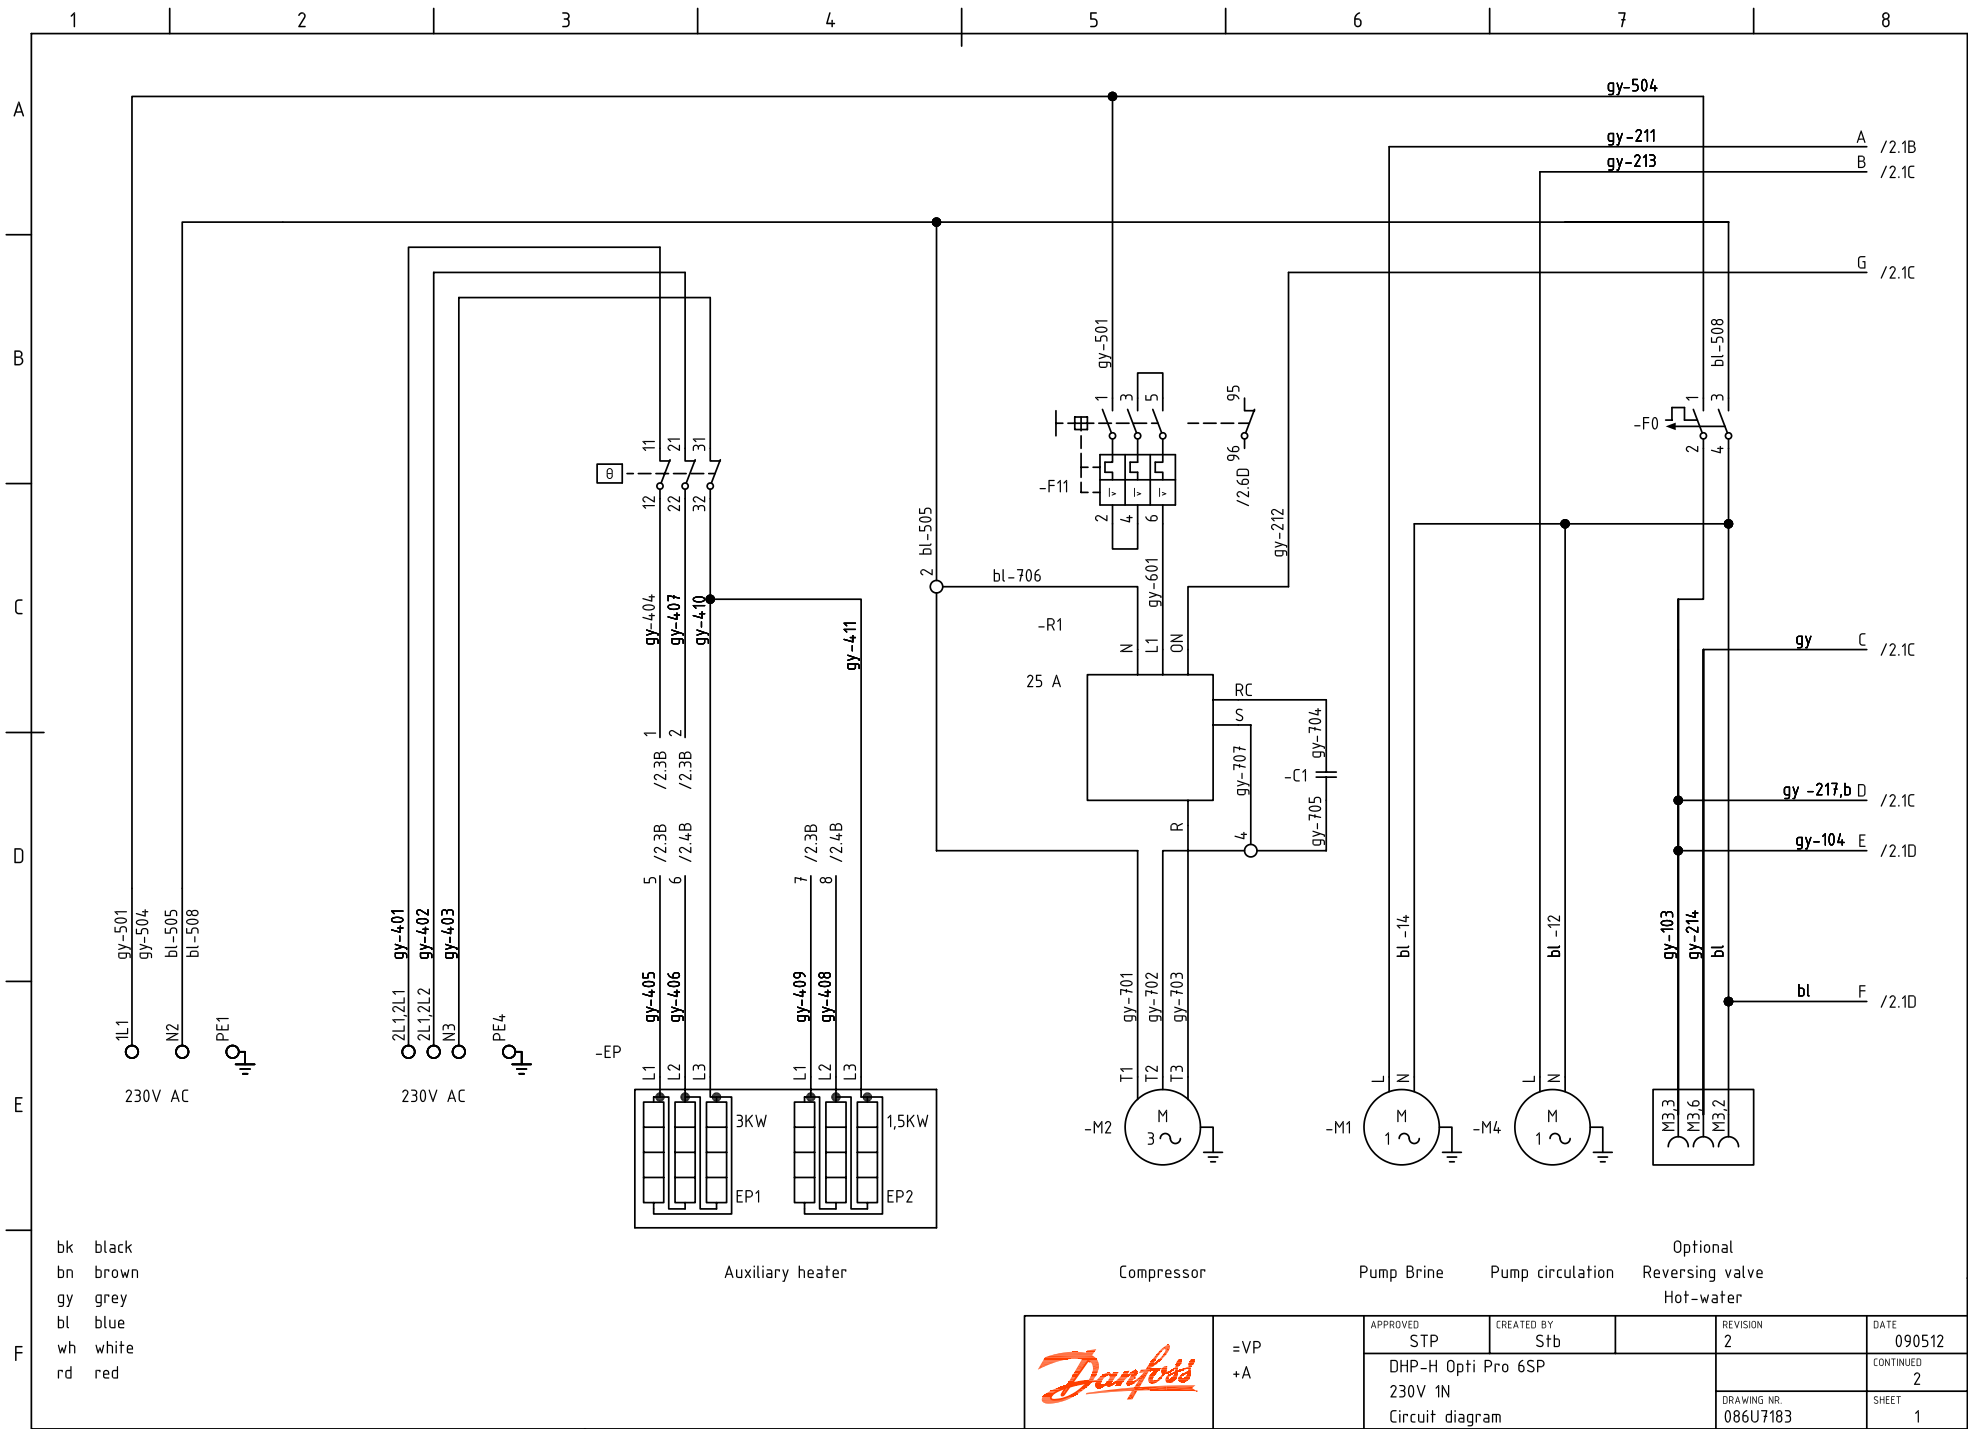 1 2 3 4 5 6 7 8
A
B
C
D
E
F
gy-504
gy-211
A /2.1B
gy-213
B /2.1C
G /2.1C
gy-501
bl-508
1 3 5
95
96
/2.6D
-F11
2 4 6
-F0
1 3
2 4
11 21 31
θ
12 22 32
I> I> I>
bl-505
2
bl-706
gy-601
gy-212
gy-404
gy-407
gy-410
gy-411
-R1
N L1 ON
25 A
RC
S
gy-704
gy-707
-C1
gy-705
R
4
gy C /2.1C
gy -217,b D /2.1C
gy-104 E /2.1D
1 2
/2.3B /2.3B
/2.3B /2.4B
5 6
/2.3B /2.4B
7 8
gy-501
gy-504
bl-505
bl-508
gy-401
gy-402
gy-403
gy-405
gy-406
gy-409
gy-408
gy-701
gy-702
gy-703
bl -14
bl -12
gy-103
gy-214
bl
bl F /2.1D
1L1 N2 PE1
230V AC
2L1,2L1 2L1,2L2 N3 PE4
230V AC
-EP
L1 L2 L3
L1 L2 L3
3KW
EP1
1,5KW
EP2
T1 T2 T3
-M2
M
3
L N
-M1
M
1
L N
-M4
M
1
M3,3 M3,6 M3,2
Auxiliary heater
Compressor
Pump Brine
Pump circulation
Optional
Reversing valve
Hot-water
bk black
bn brown
gy grey
bl blue
wh white
rd red
Danfoss
=VP
+A
APPROVED
STP
CREATED BY
Stb
REVISION
2
DATE
090512
DHP-H Opti Pro 6SP
230V 1N
Circuit diagram
CONTINUED
2
DRAWING NR.
086U7183
SHEET
1